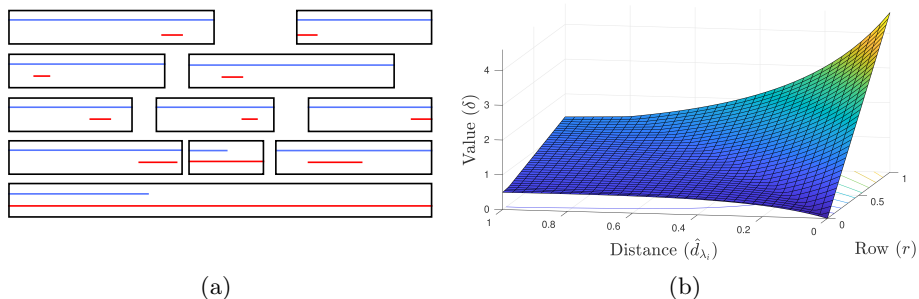 4
3
2
1
0
Value (δ)
1
0.8
0.6
0.4
0.2
0
Distance (d̂_{λ_i})
0
0.5
1
Row (r)
(a)
(b)